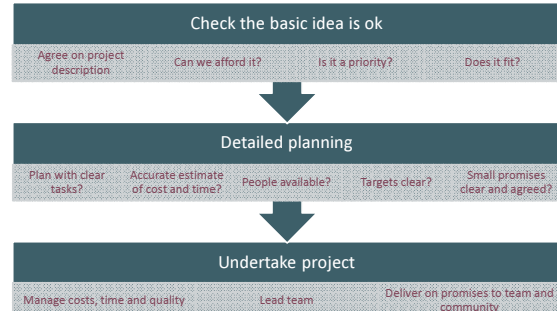 Check the basic idea is ok
Agree on project
description
Can we afford it?
Is it a priority?
Does it fit?
Detailed planning
Plan with clear
tasks?
Accurate estimate
of cost and time?
People available?
Targets clear?
Small promises
clear and agreed?
Undertake project
Manage costs, time and quality
Lead team
Deliver on promises to team and
community